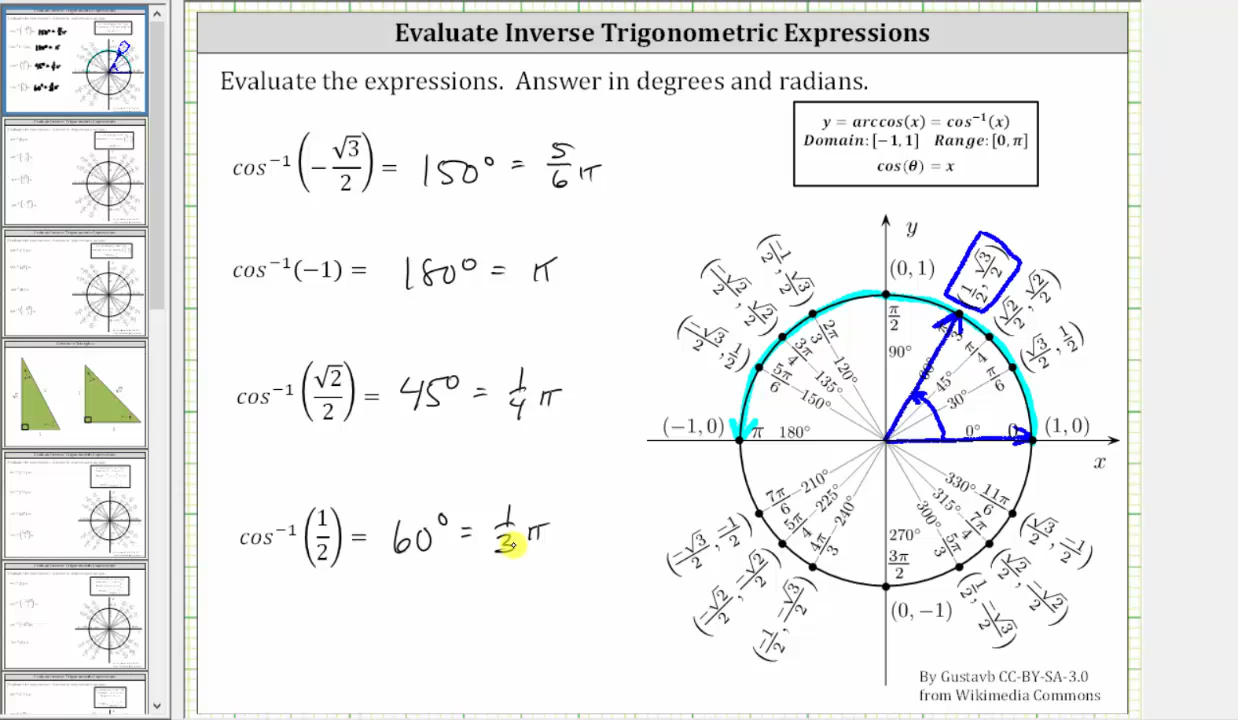 Evaluate Inverse Trigonometric Expressions
Evaluate the expressions. Answer in degrees and radians.
y = arccos(x) = cos⁻¹(x)
Domain: [−1, 1] Range: [0, π]
cos(θ) = x
cos⁻¹(−√3/2) = 150° = 5/6 π
cos⁻¹(−1) = 180° = π
cos⁻¹(√2/2) = 45° = 1/4 π
cos⁻¹(1/2) = 60° = 1/3 π
y
(0, 1)
(−1/2, √3/2)
(1/2, √3/2)
(−√2/2, √2/2)
(√2/2, √2/2)
(−√3/2, 1/2)
(√3/2, 1/2)
π/2
90°
2π/3 120°
3π/4 135°
5π/6 150°
π/4 45°
π/6 30°
60°
(−1, 0) π 180°
0° 0 (1, 0)
x
7π/6 210°
5π/4 225°
4π/3 240°
270°
3π/2
330° 11π/6
315° 7π/4
300° 5π/3
(−√3/2, −1/2)
(−√2/2, −√2/2)
(−1/2, −√3/2)
(0, −1)
(1/2, −√3/2)
(√2/2, −√2/2)
(√3/2, −1/2)
By Gustavb CC-BY-SA-3.0
from Wikimedia Commons